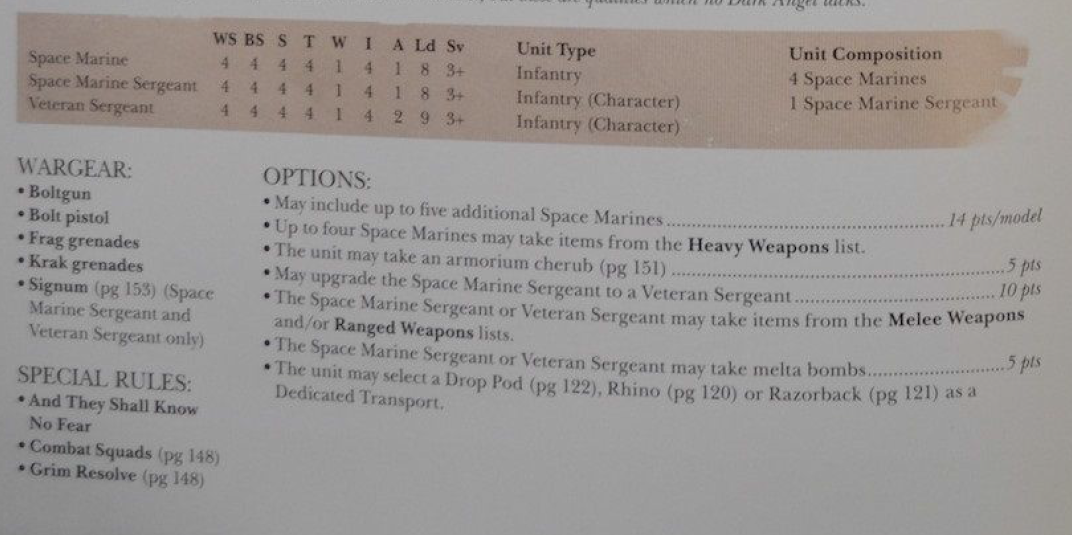 but these are qualities which no Dark Angel lacks.
WS BS S T W I A Ld Sv Unit Type Unit Composition
Space Marine 4 4 4 4 1 4 1 8 3+ Infantry 4 Space Marines
Space Marine Sergeant 4 4 4 4 1 4 1 8 3+ Infantry (Character) 1 Space Marine Sergeant
Veteran Sergeant 4 4 4 4 1 4 2 9 3+ Infantry (Character)
WARGEAR:
• Boltgun
• Bolt pistol
• Frag grenades
• Krak grenades
• Signum (pg 153) (Space
Marine Sergeant and
Veteran Sergeant only)
SPECIAL RULES:
• And They Shall Know
No Fear
• Combat Squads (pg 148)
• Grim Resolve (pg 148)
OPTIONS:
• May include up to five additional Space Marines ........ 14 pts/model
• Up to four Space Marines may take items from the Heavy Weapons list.
• The unit may take an armorium cherub (pg 151) ........ 5 pts
• May upgrade the Space Marine Sergeant to a Veteran Sergeant ........ 10 pts
• The Space Marine Sergeant or Veteran Sergeant may take items from the Melee Weapons
and/or Ranged Weapons lists.
• The Space Marine Sergeant or Veteran Sergeant may take melta bombs ........ 5 pts
• The unit may select a Drop Pod (pg 122), Rhino (pg 120) or Razorback (pg 121) as a
Dedicated Transport.